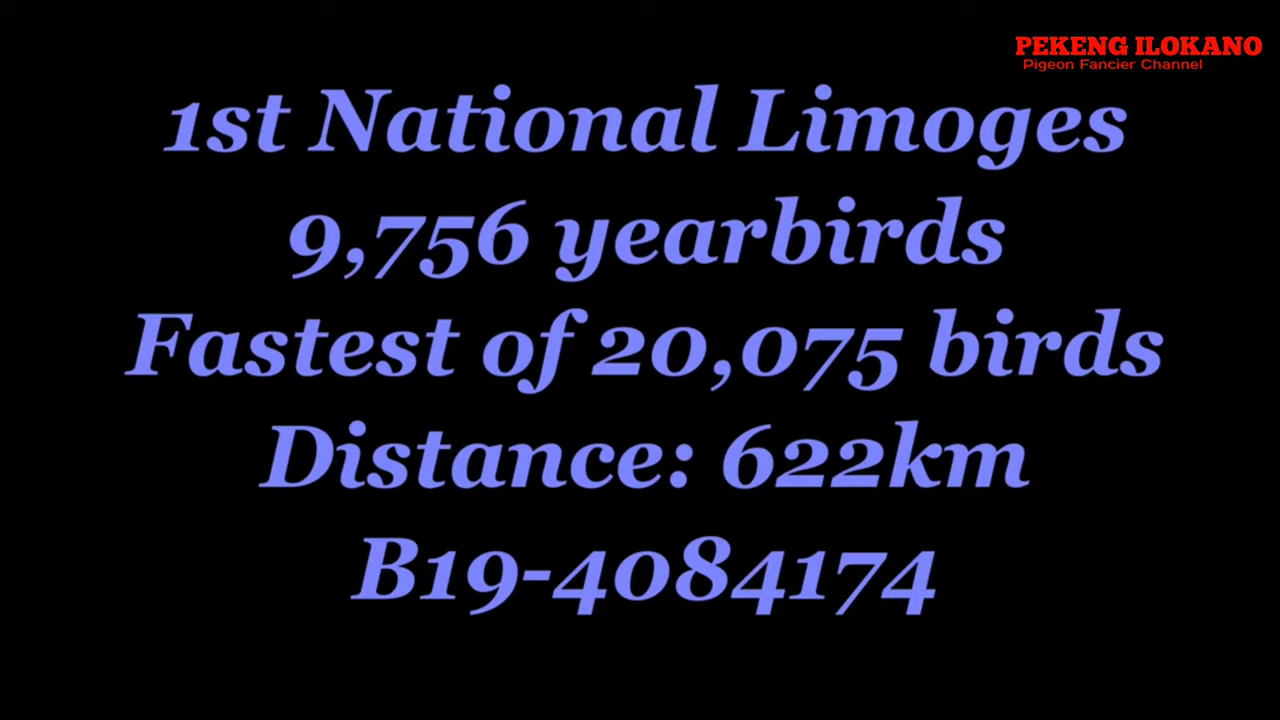 PEKENG ILOKANO
Pigeon Fancier Channel
1st National Limoges
9,756 yearbirds
Fastest of 20,075 birds
Distance: 622km
B19-4084174